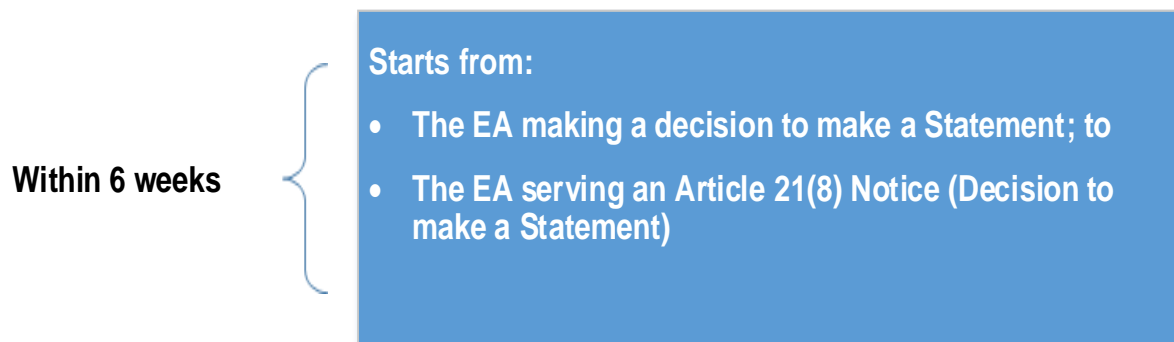 Within 6 weeks
Starts from:
• The EA making a decision to make a Statement; to
• The EA serving an Article 21(8) Notice (Decision to
make a Statement)